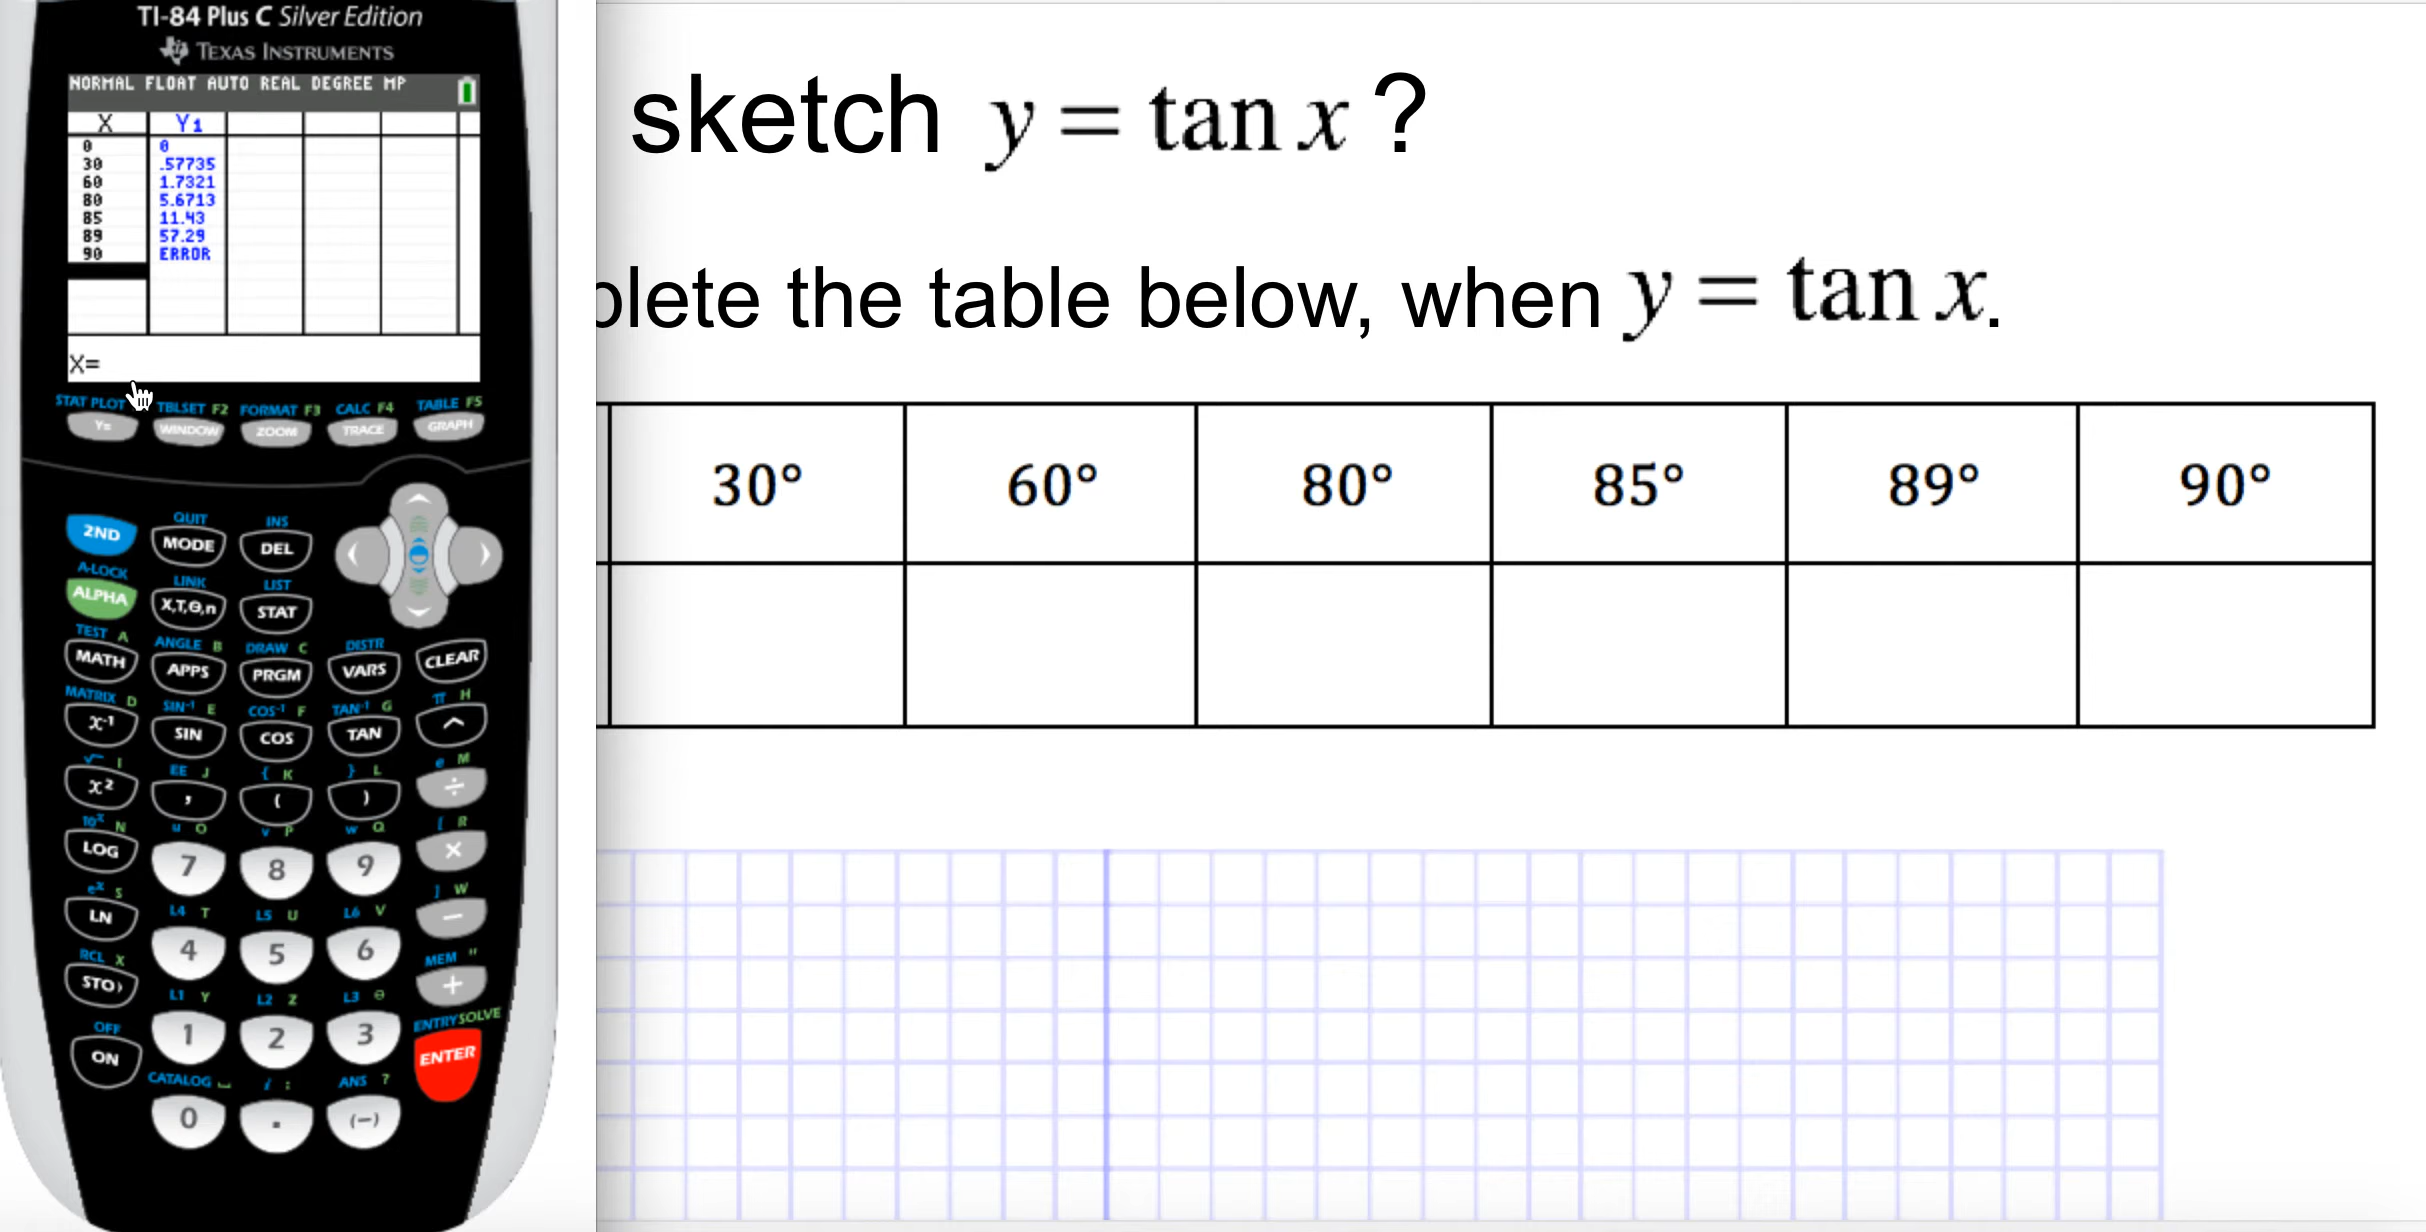 TI-84 Plus C Silver Edition
TEXAS INSTRUMENTS
NORMAL FLOAT AUTO REAL DEGREE MP
X Y1
0 0
30 .57735
60 1.7321
80 5.6713
85 11.43
89 57.29
90 ERROR
X=
STAT PLOT TBLSET F2 FORMAT F3 CALC F4 TABLE F5
Y= WINDOW ZOOM TRACE GRAPH
QUIT INS
2ND MODE DEL
A-LOCK LINK LIST
ALPHA X,T,Θ,n STAT
TEST A ANGLE B DRAW C DISTR
MATH APPS PRGM VARS CLEAR
MATRIX D SIN⁻¹ E COS⁻¹ F TAN⁻¹ G π H
x⁻¹ SIN COS TAN ^
√ I EE J { K } L e M
x² , ( ) ÷
10ˣ N u O v P w Q [ R
LOG 7 8 9 ×
eˣ S L4 T L5 U L6 V ] W
LN 4 5 6 −
RCL X L1 Y L2 Z L3 θ MEM "
STO› 1 2 3 +
OFF CATALOG ⎵ i : ANS ? ENTRY SOLVE
ON 0 . (−) ENTER
sketch y = tan x ?
plete the table below, when y = tan x.
30° 60° 80° 85° 89° 90°